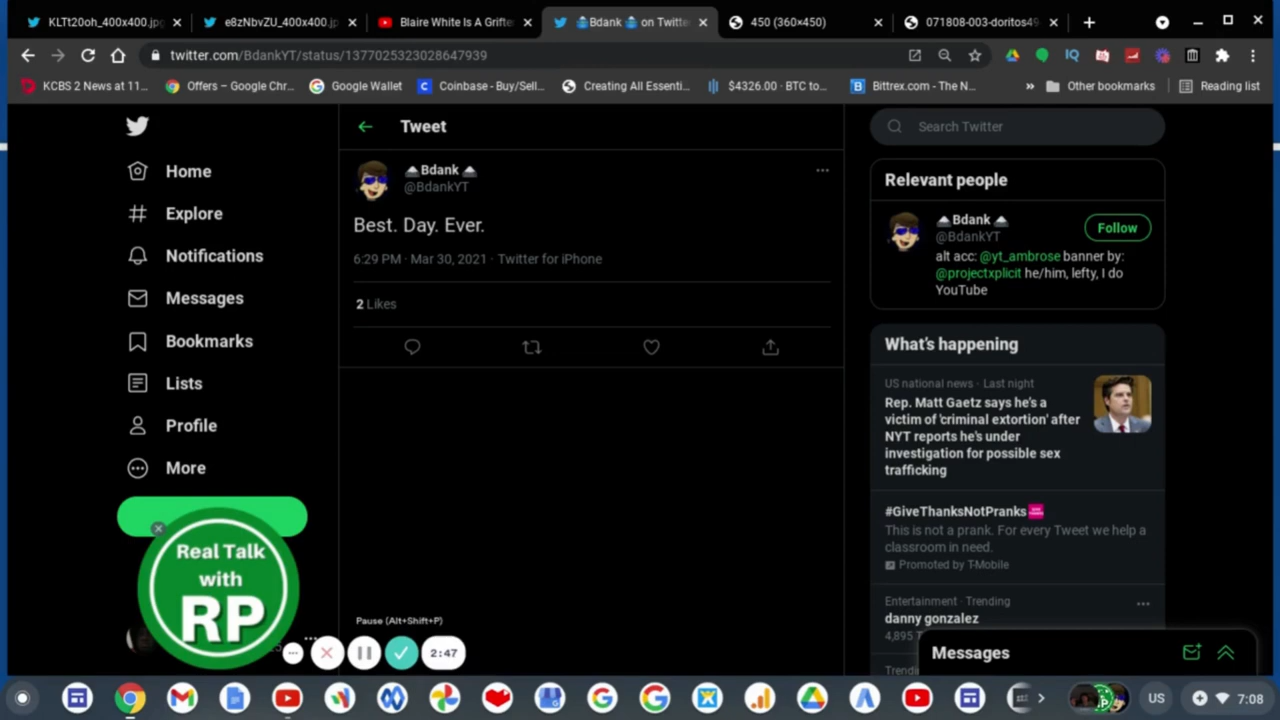 KLTt20oh_400x400.jpg
e8zNbvZU_400x400.jp
Blaire White Is A Grifte
Bdank on Twitte
450 (360×450)
071808-003-doritos49
twitter.com/BdankYT/status/1377025323028647939
KCBS 2 News at 11...
Offers – Google Chr...
Google Wallet
Coinbase - Buy/Sell...
Creating All Essenti...
$4326.00 · BTC to...
Bittrex.com - The N...
»
Other bookmarks
Reading list
Home
Explore
Notifications
Messages
Bookmarks
Lists
Profile
More
Real Talk
with
RP
Tweet
Bdank
@BdankYT
Best. Day. Ever.
6:29 PM · Mar 30, 2021 · Twitter for iPhone
2 Likes
Pause (Alt+Shift+P)
2:47
Search Twitter
Relevant people
Bdank
@BdankYT
Follow
alt acc: @yt_ambrose banner by:
@projectxplicit he/him, lefty, I do
YouTube
What's happening
US national news · Last night
Rep. Matt Gaetz says he's a
victim of 'criminal extortion' after
NYT reports he's under
investigation for possible sex
trafficking
#GiveThanksNotPranks
This is not a prank. For every Tweet we help a
classroom in need.
Promoted by T-Mobile
Entertainment · Trending
danny gonzalez
4,895
Trendi
Messages
US
7:08